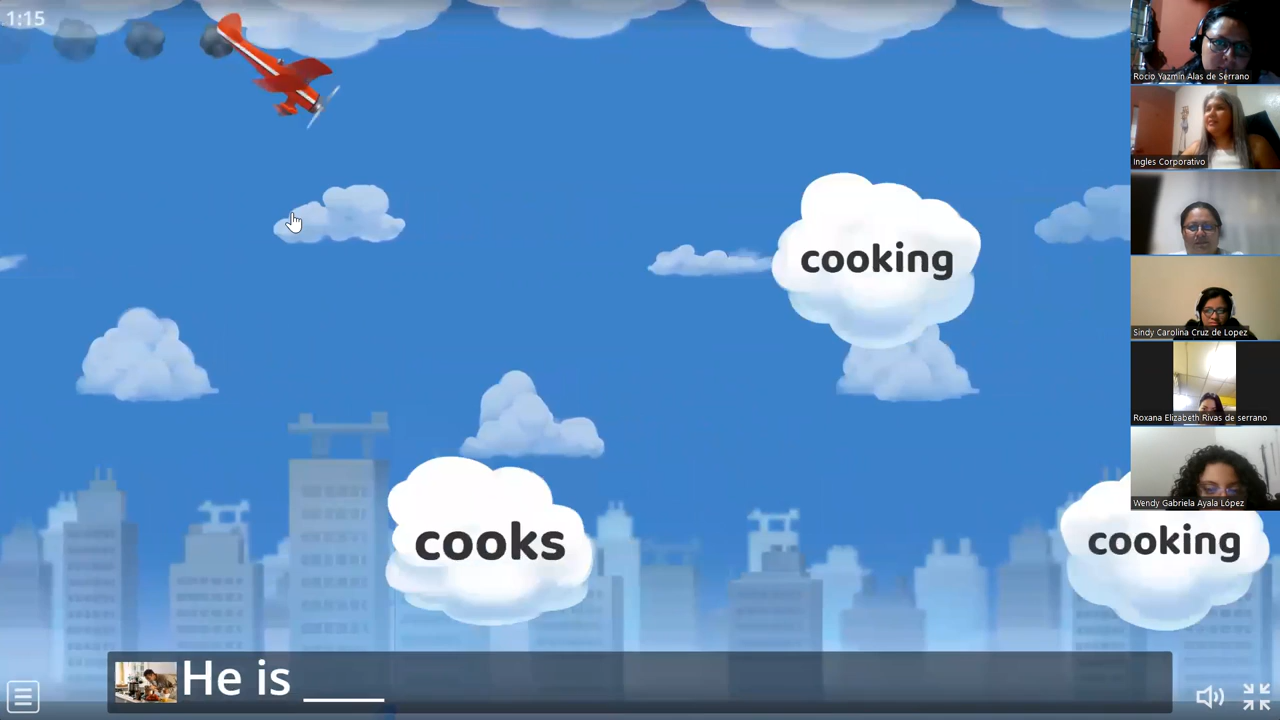 1:15
cooking
cooks
cooking
He is ____
Rocio Yazmín Alas de Serrano
Ingles Corporativo
Sindy Carolina Cruz de Lopez
Roxana Elizabeth Rivas de serrano
Wendy Gabriela Ayala López